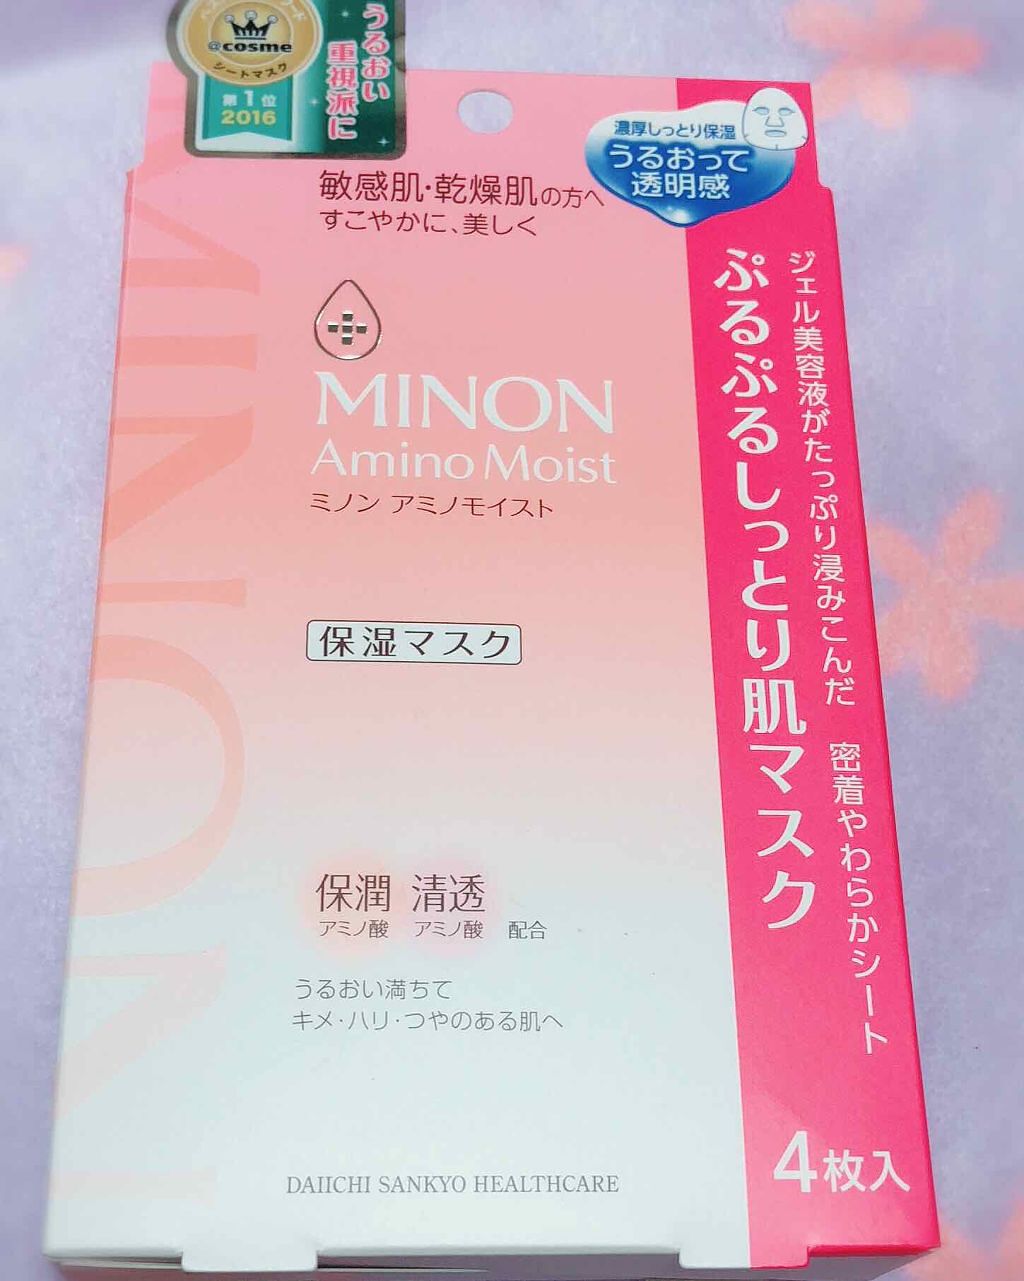 @cosme
シートマスク
第1位
2016
うるおい
重視派に
濃厚しっとり保湿
うるおって
透明感
敏感肌・乾燥肌の方へ
すこやかに、美しく
MINON
Amino Moist
ミノン アミノモイスト
保湿マスク
保潤 清透
アミノ酸 アミノ酸 配合
うるおい満ちて
キメ・ハリ・つやのある肌へ
DAIICHI SANKYO HEALTHCARE
ジェル美容液がたっぷり浸みこんだ 密着やわらかシート
ぷるぷるしっとり肌マスク
4枚入
MINON